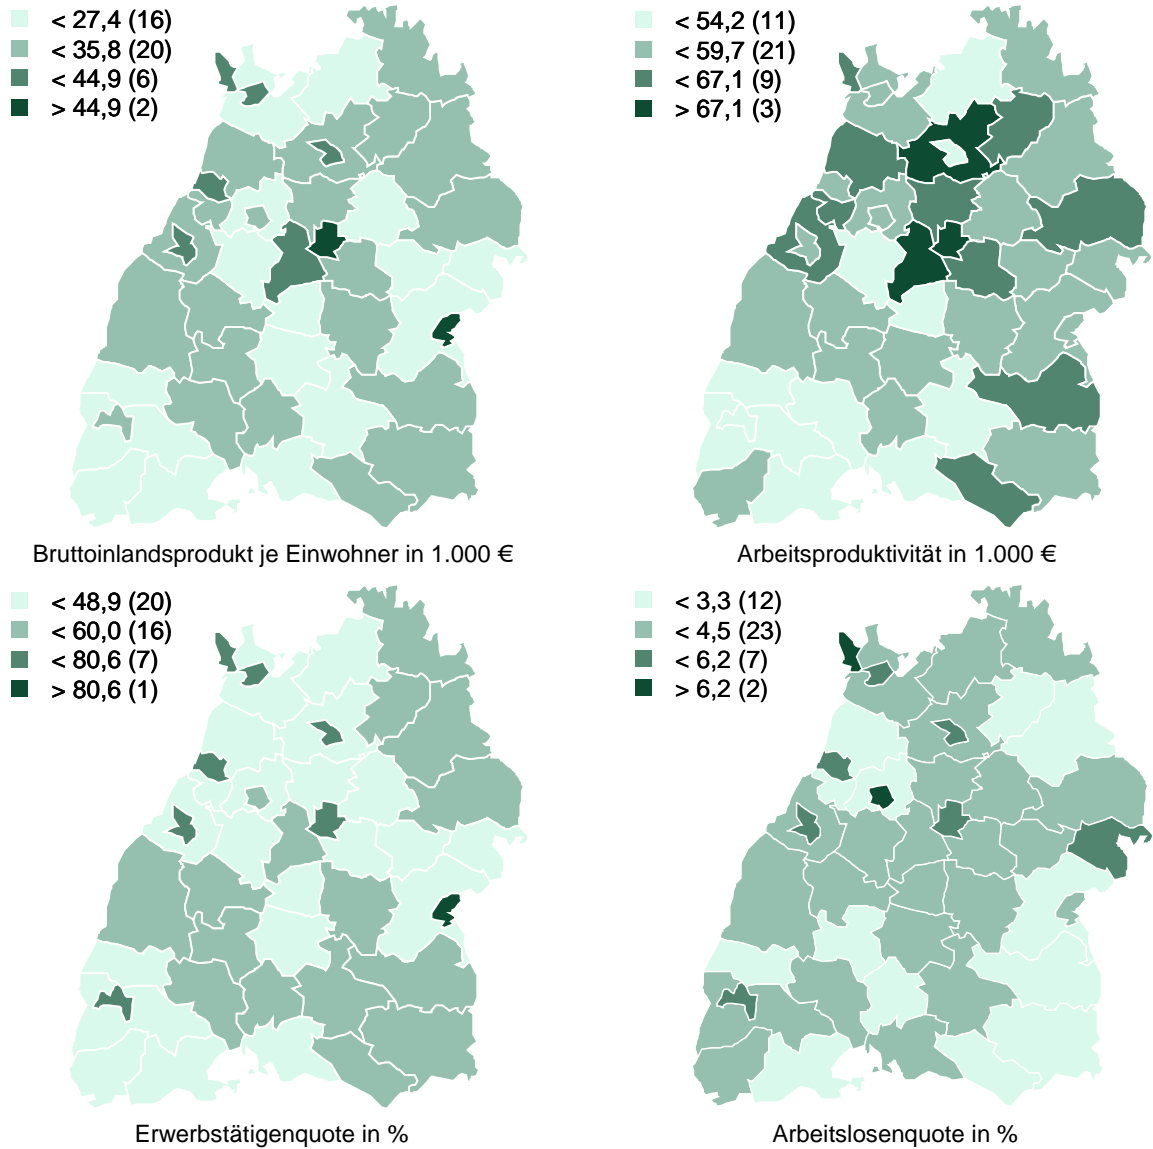 < 27,4 (16)
< 35,8 (20)
< 44,9 (6)
> 44,9 (2)
Bruttoinlandsprodukt je Einwohner in 1.000 €
< 54,2 (11)
< 59,7 (21)
< 67,1 (9)
> 67,1 (3)
Arbeitsproduktivität in 1.000 €
< 48,9 (20)
< 60,0 (16)
< 80,6 (7)
> 80,6 (1)
Erwerbstätigenquote in %
< 3,3 (12)
< 4,5 (23)
< 6,2 (7)
> 6,2 (2)
Arbeitslosenquote in %